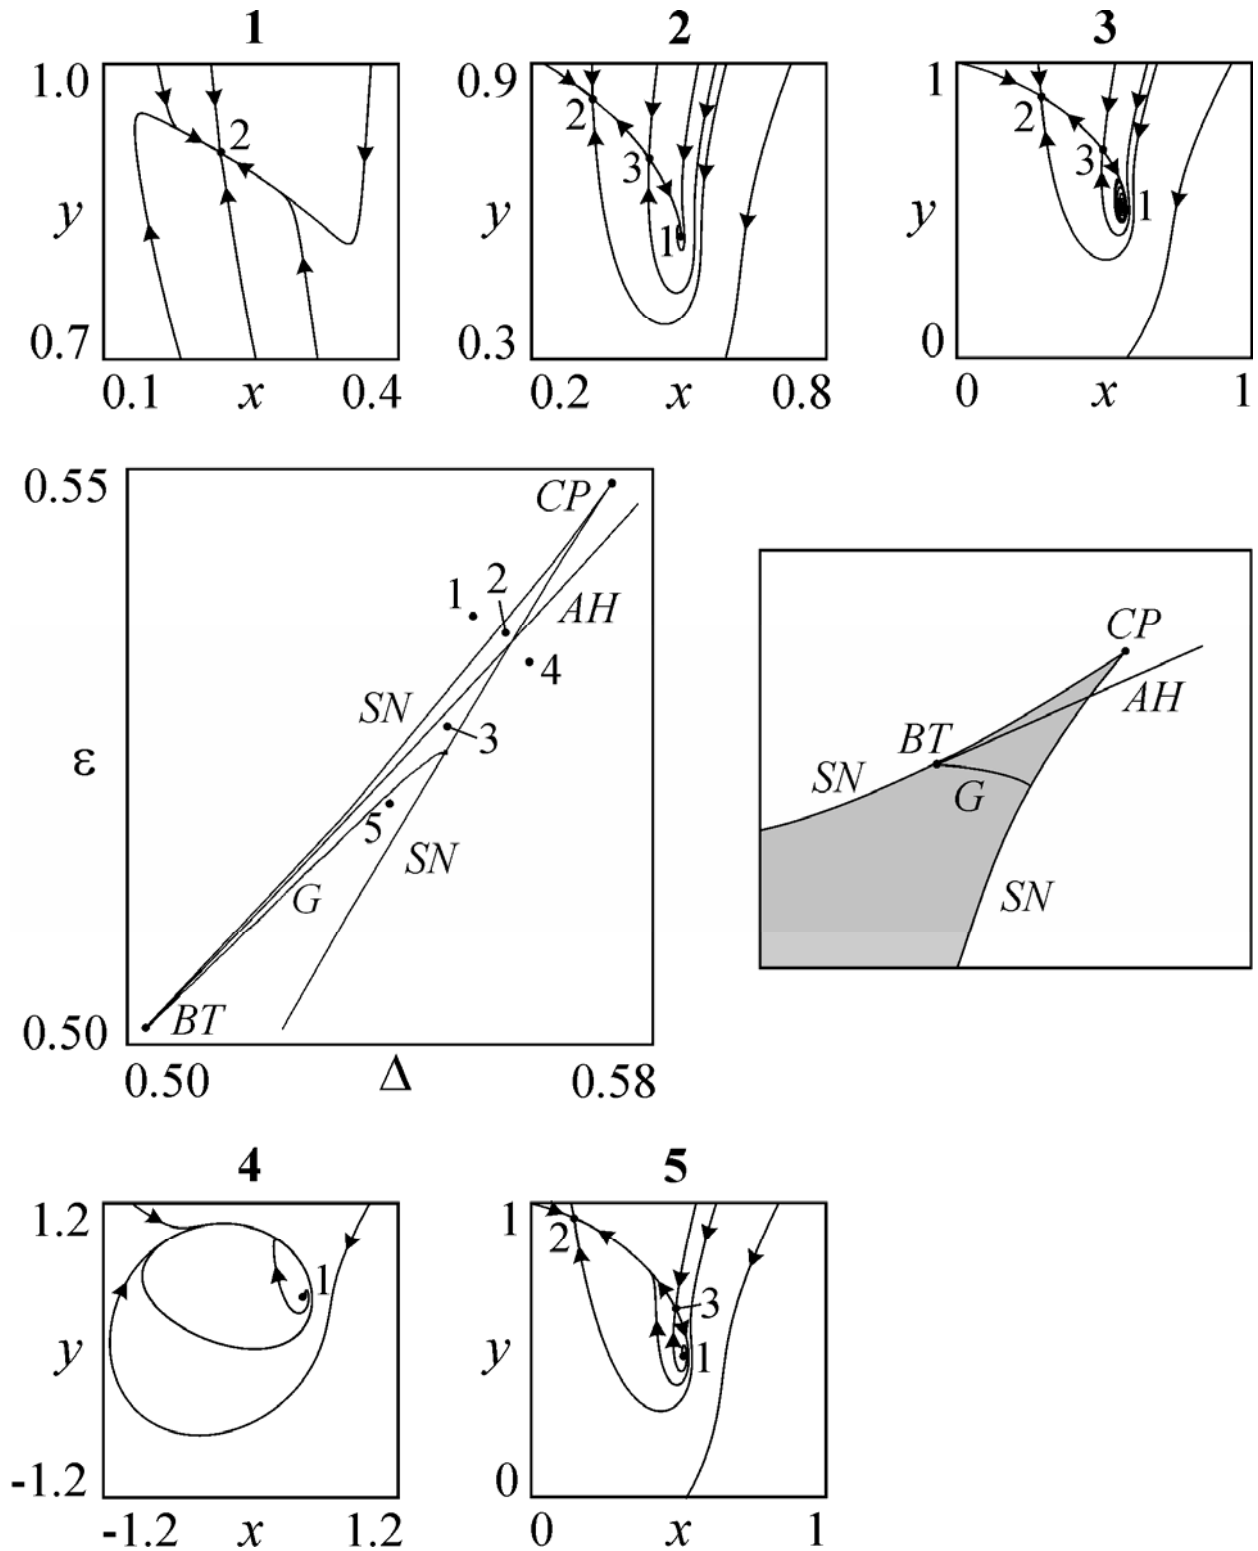 1 2 3
1.0 0.9 1
2 2 2
3 3
y y y
1 1
0.7 0.3 0
0.1 x 0.4 0.2 x 0.8 0 x 1
0.55
CP
2
1 AH
CP
4
SN AH
3 BT
ε SN
G
5
SN
G SN
BT
0.50
0.50 Δ 0.58
4 5
1.2 1
2
1 3
y y 1
-1.2 0
-1.2 x 1.2 0 x 1